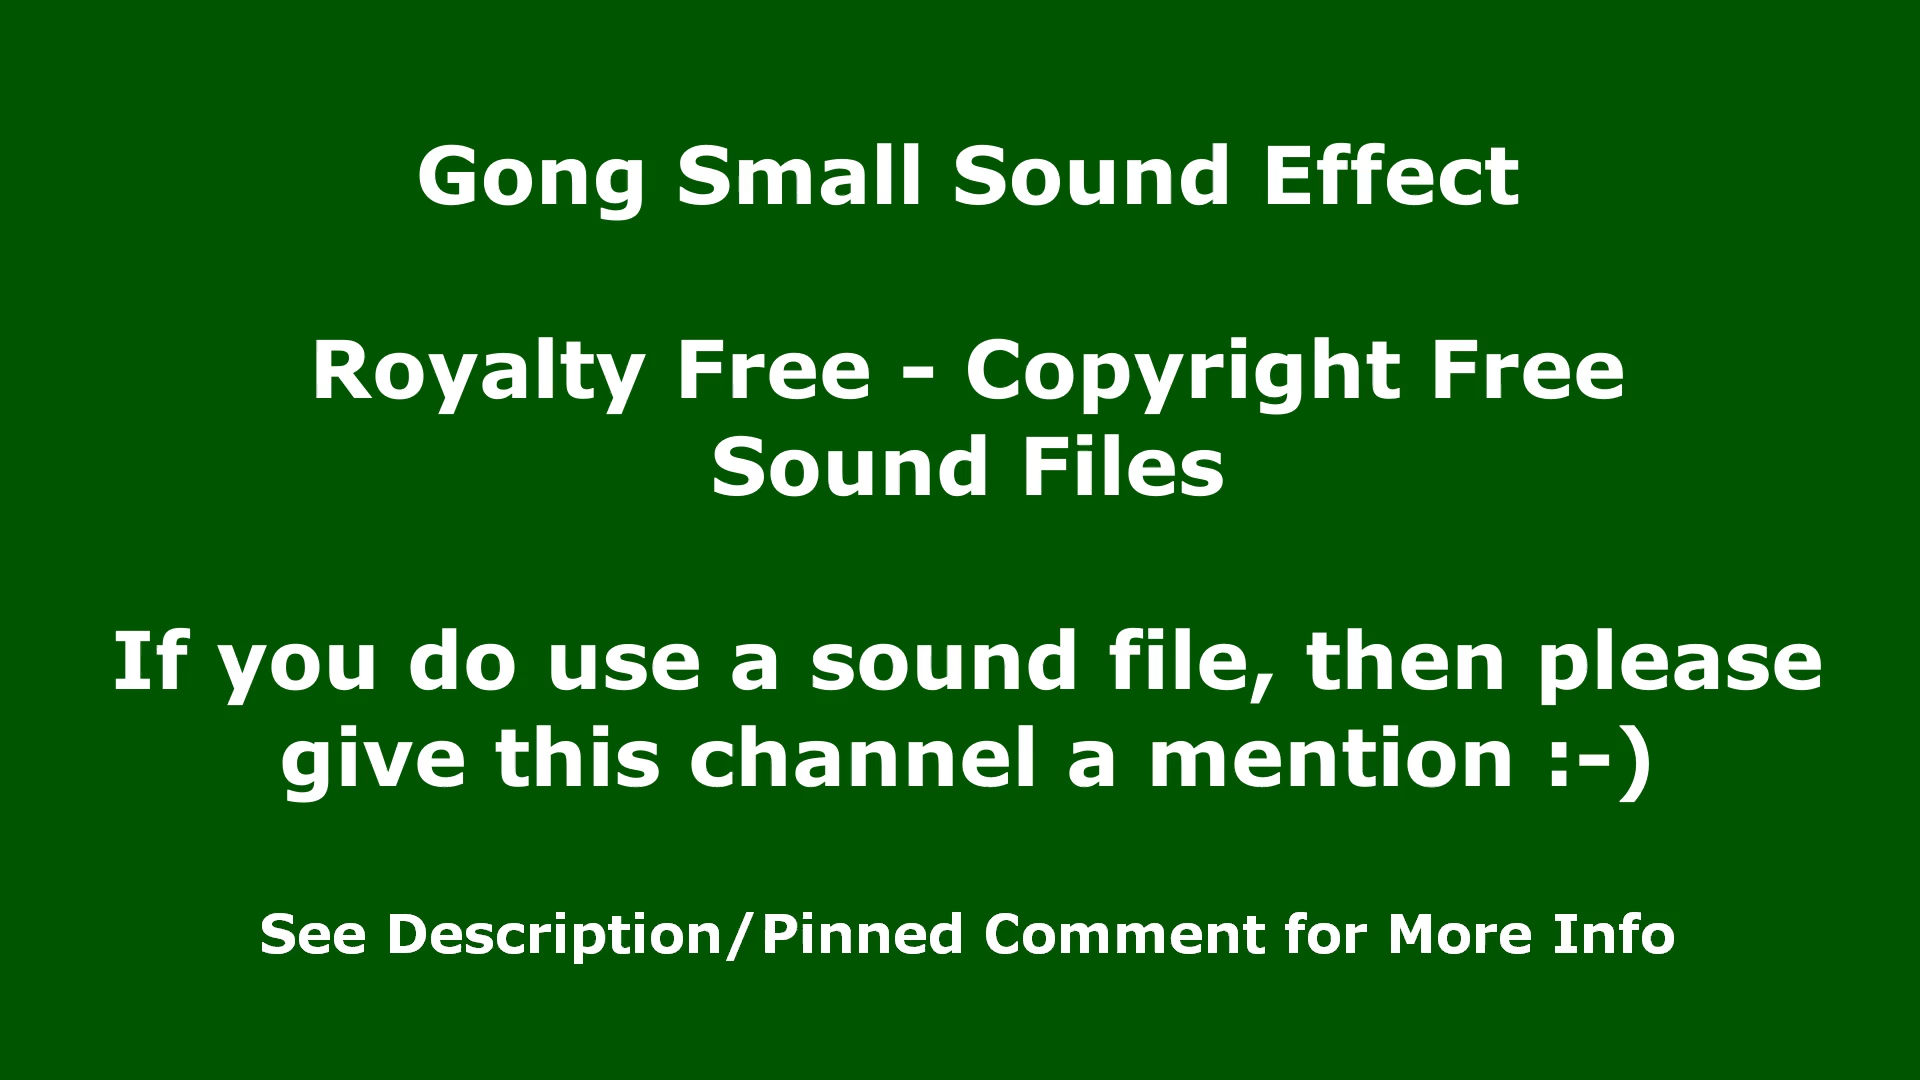 Gong Small Sound Effect
Royalty Free - Copyright Free
Sound Files
If you do use a sound file, then please
give this channel a mention :-)
See Description/Pinned Comment for More Info